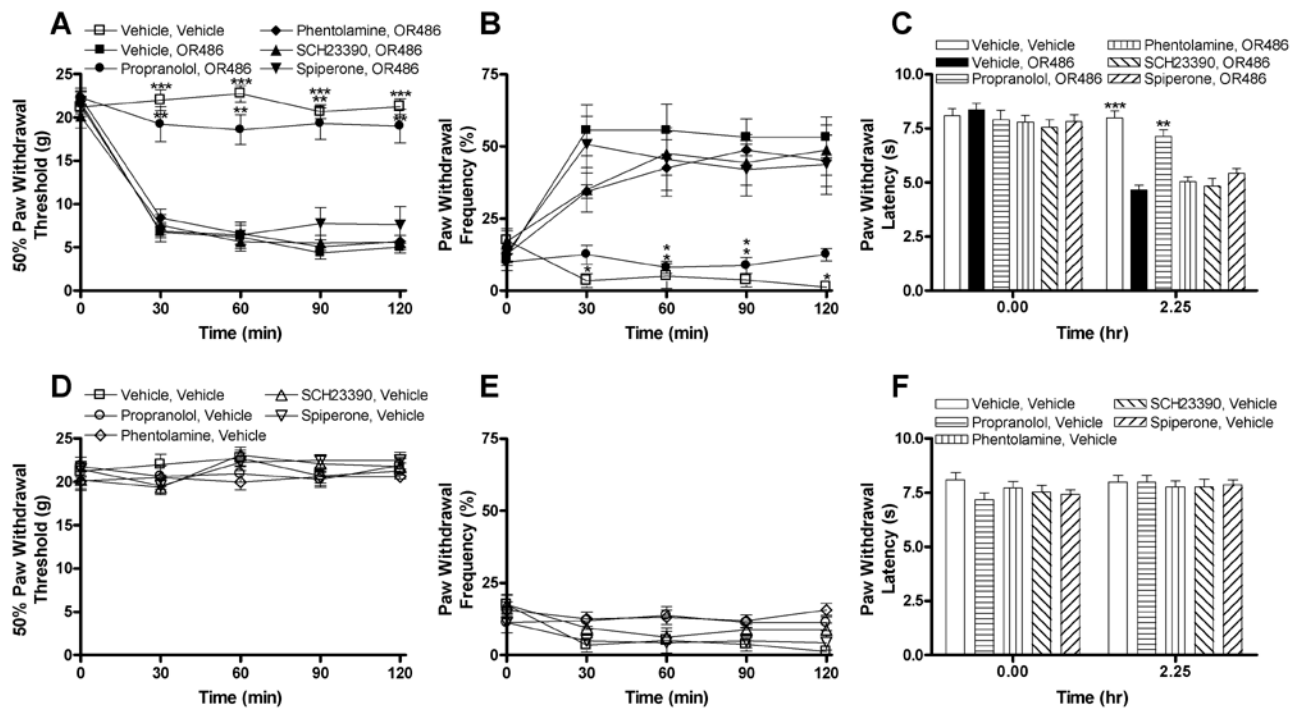 A
Vehicle, Vehicle
Phentolamine, OR486
Vehicle, OR486
SCH23390, OR486
Propranolol, OR486
Spiperone, OR486
50% Paw Withdrawal
Threshold (g)
25
20
15
10
5
0
*** *** *** ***
** ** ** **
0 30 60 90 120
Time (min)
B
Paw Withdrawal
Frequency (%)
75
50
25
0
* * * * * *
0 30 60 90 120
Time (min)
C
Vehicle, Vehicle
Phentolamine, OR486
Vehicle, OR486
SCH23390, OR486
Propranolol, OR486
Spiperone, OR486
Paw Withdrawal
Latency (s)
10.0
7.5
5.0
2.5
0.0
*** **
0.00 2.25
Time (hr)
D
Vehicle, Vehicle
SCH23390, Vehicle
Propranolol, Vehicle
Spiperone, Vehicle
Phentolamine, Vehicle
50% Paw Withdrawal
Threshold (g)
25
20
15
10
5
0
0 30 60 90 120
Time (min)
E
Paw Withdrawal
Frequency (%)
75
50
25
0
0 30 60 90 120
Time (min)
F
Vehicle, Vehicle
SCH23390, Vehicle
Propranolol, Vehicle
Spiperone, Vehicle
Phentolamine, Vehicle
Paw Withdrawal
Latency (s)
10.0
7.5
5.0
2.5
0.0
0.00 2.25
Time (hr)